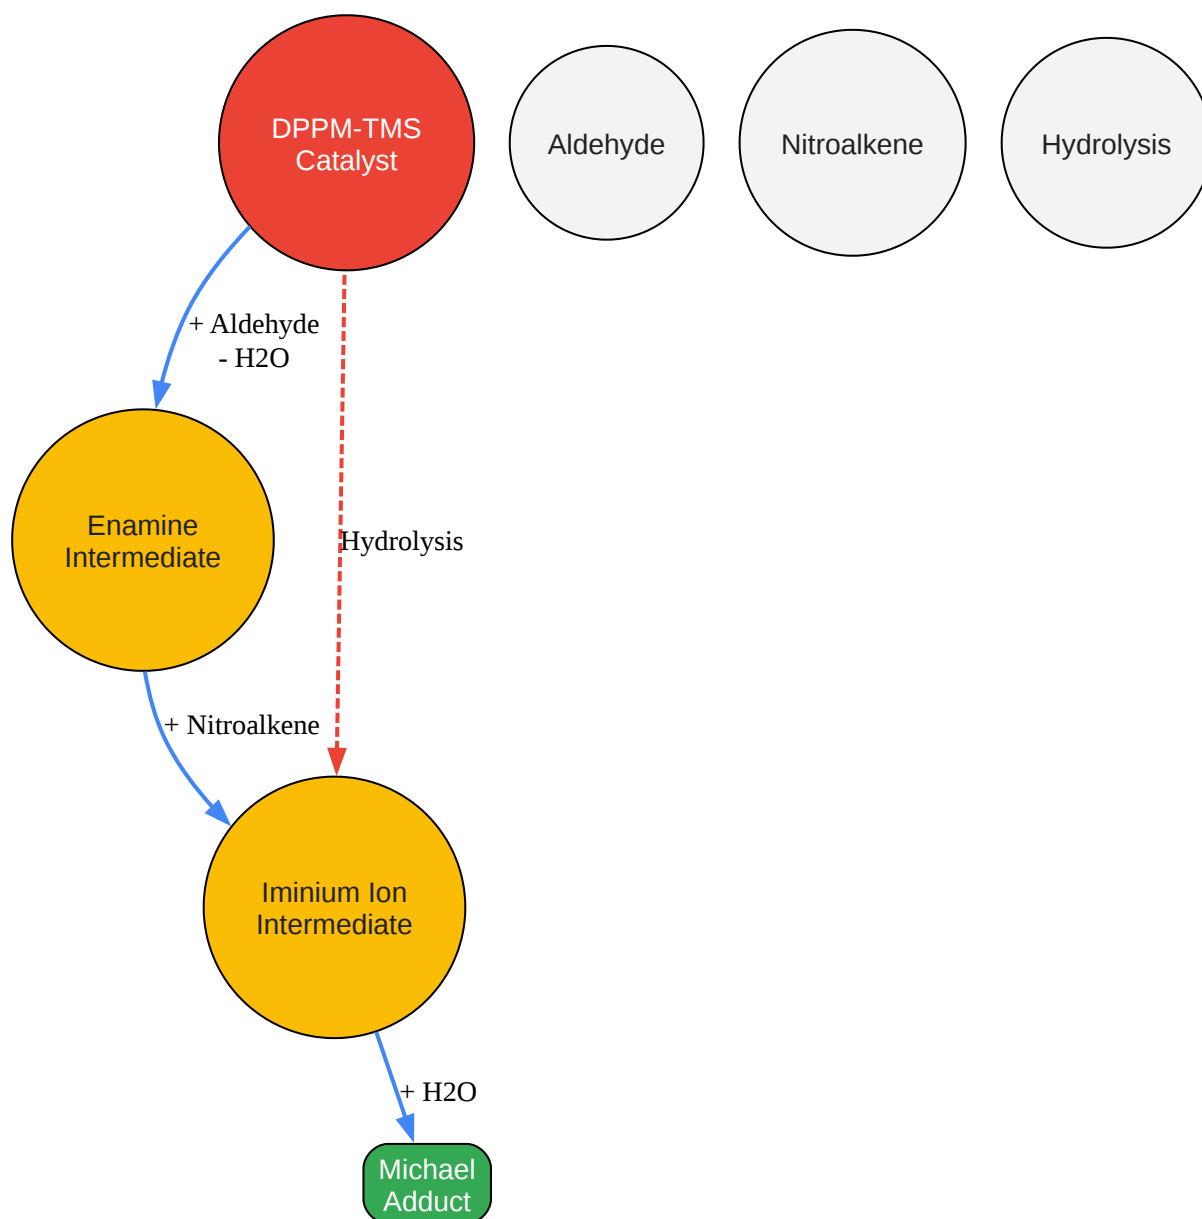 DPPM-TMS
Catalyst
Aldehyde
Nitroalkene
Hydrolysis
+ Aldehyde
- H2O
Enamine
Intermediate
Hydrolysis
+ Nitroalkene
Iminium Ion
Intermediate
+ H2O
Michael
Adduct